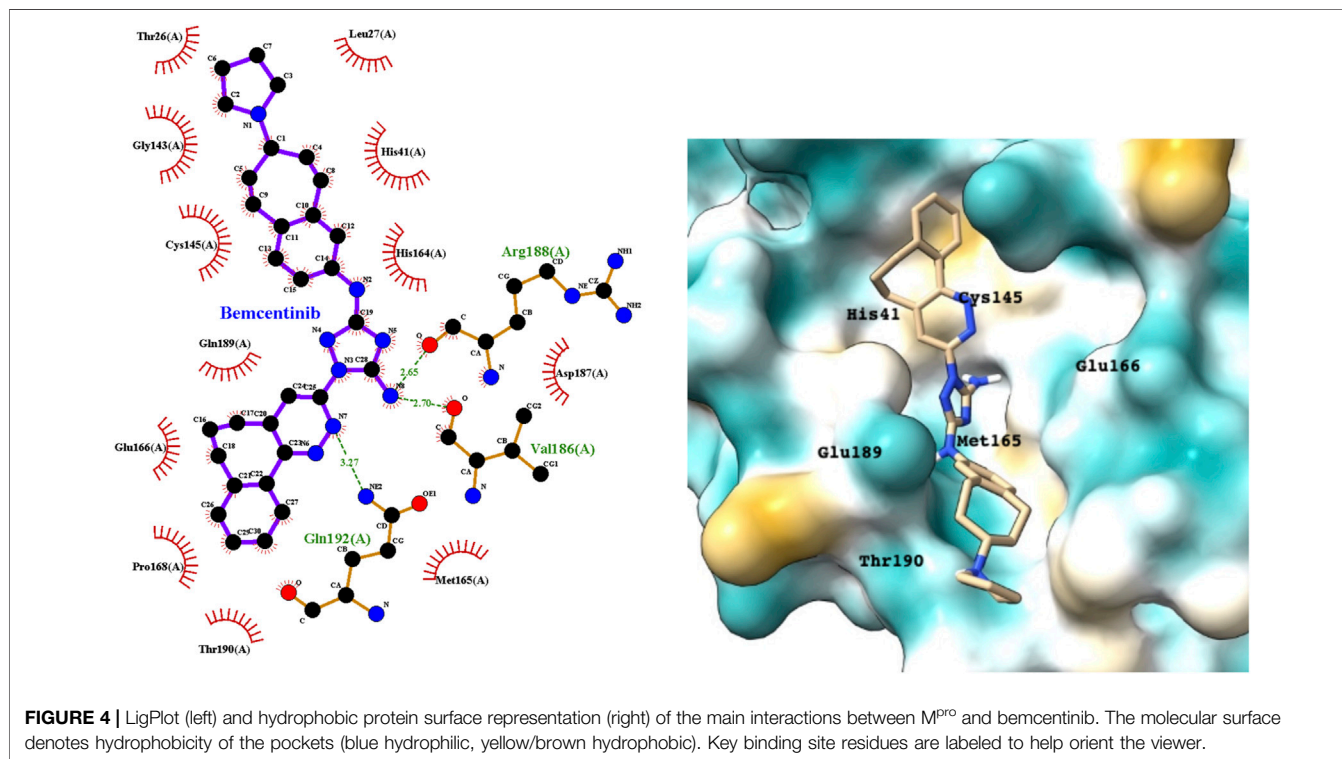 Thr26(A)
Leu27(A)
C7
C6
C3
C2
N1
C1
Gly143(A)
C4
His41(A)
C5
C8
C9
C10
C11
C12
Cys145(A)
C13
C14
His164(A)
C15
N2
Arg188(A)
CD
NH1
CG
NE
CZ
NH2
Bemcentinib
C19
N4
N5
C
O
CB
CA
N
Gln189(A)
N3
C28
2.65
Asp187(A)
N8
2.70
O
CG2
C24
C25
C16
C17
C20
N7
C
CB
Val186(A)
Glu166(A)
C18
C23
N6
CA
CG1
3.27
N
C21
C22
NE2
OE1
C26
C27
CD
Gln192(A)
CG
C29
C30
CB
Pro168(A)
Met165(A)
O
CA
C
N
Thr190(A)
Cys145
His41
Glu166
Met165
Glu189
Thr190
FIGURE 4 | LigPlot (left) and hydrophobic protein surface representation (right) of the main interactions between Mpro and bemcentinib. The molecular surface
denotes hydrophobicity of the pockets (blue hydrophilic, yellow/brown hydrophobic). Key binding site residues are labeled to help orient the viewer.